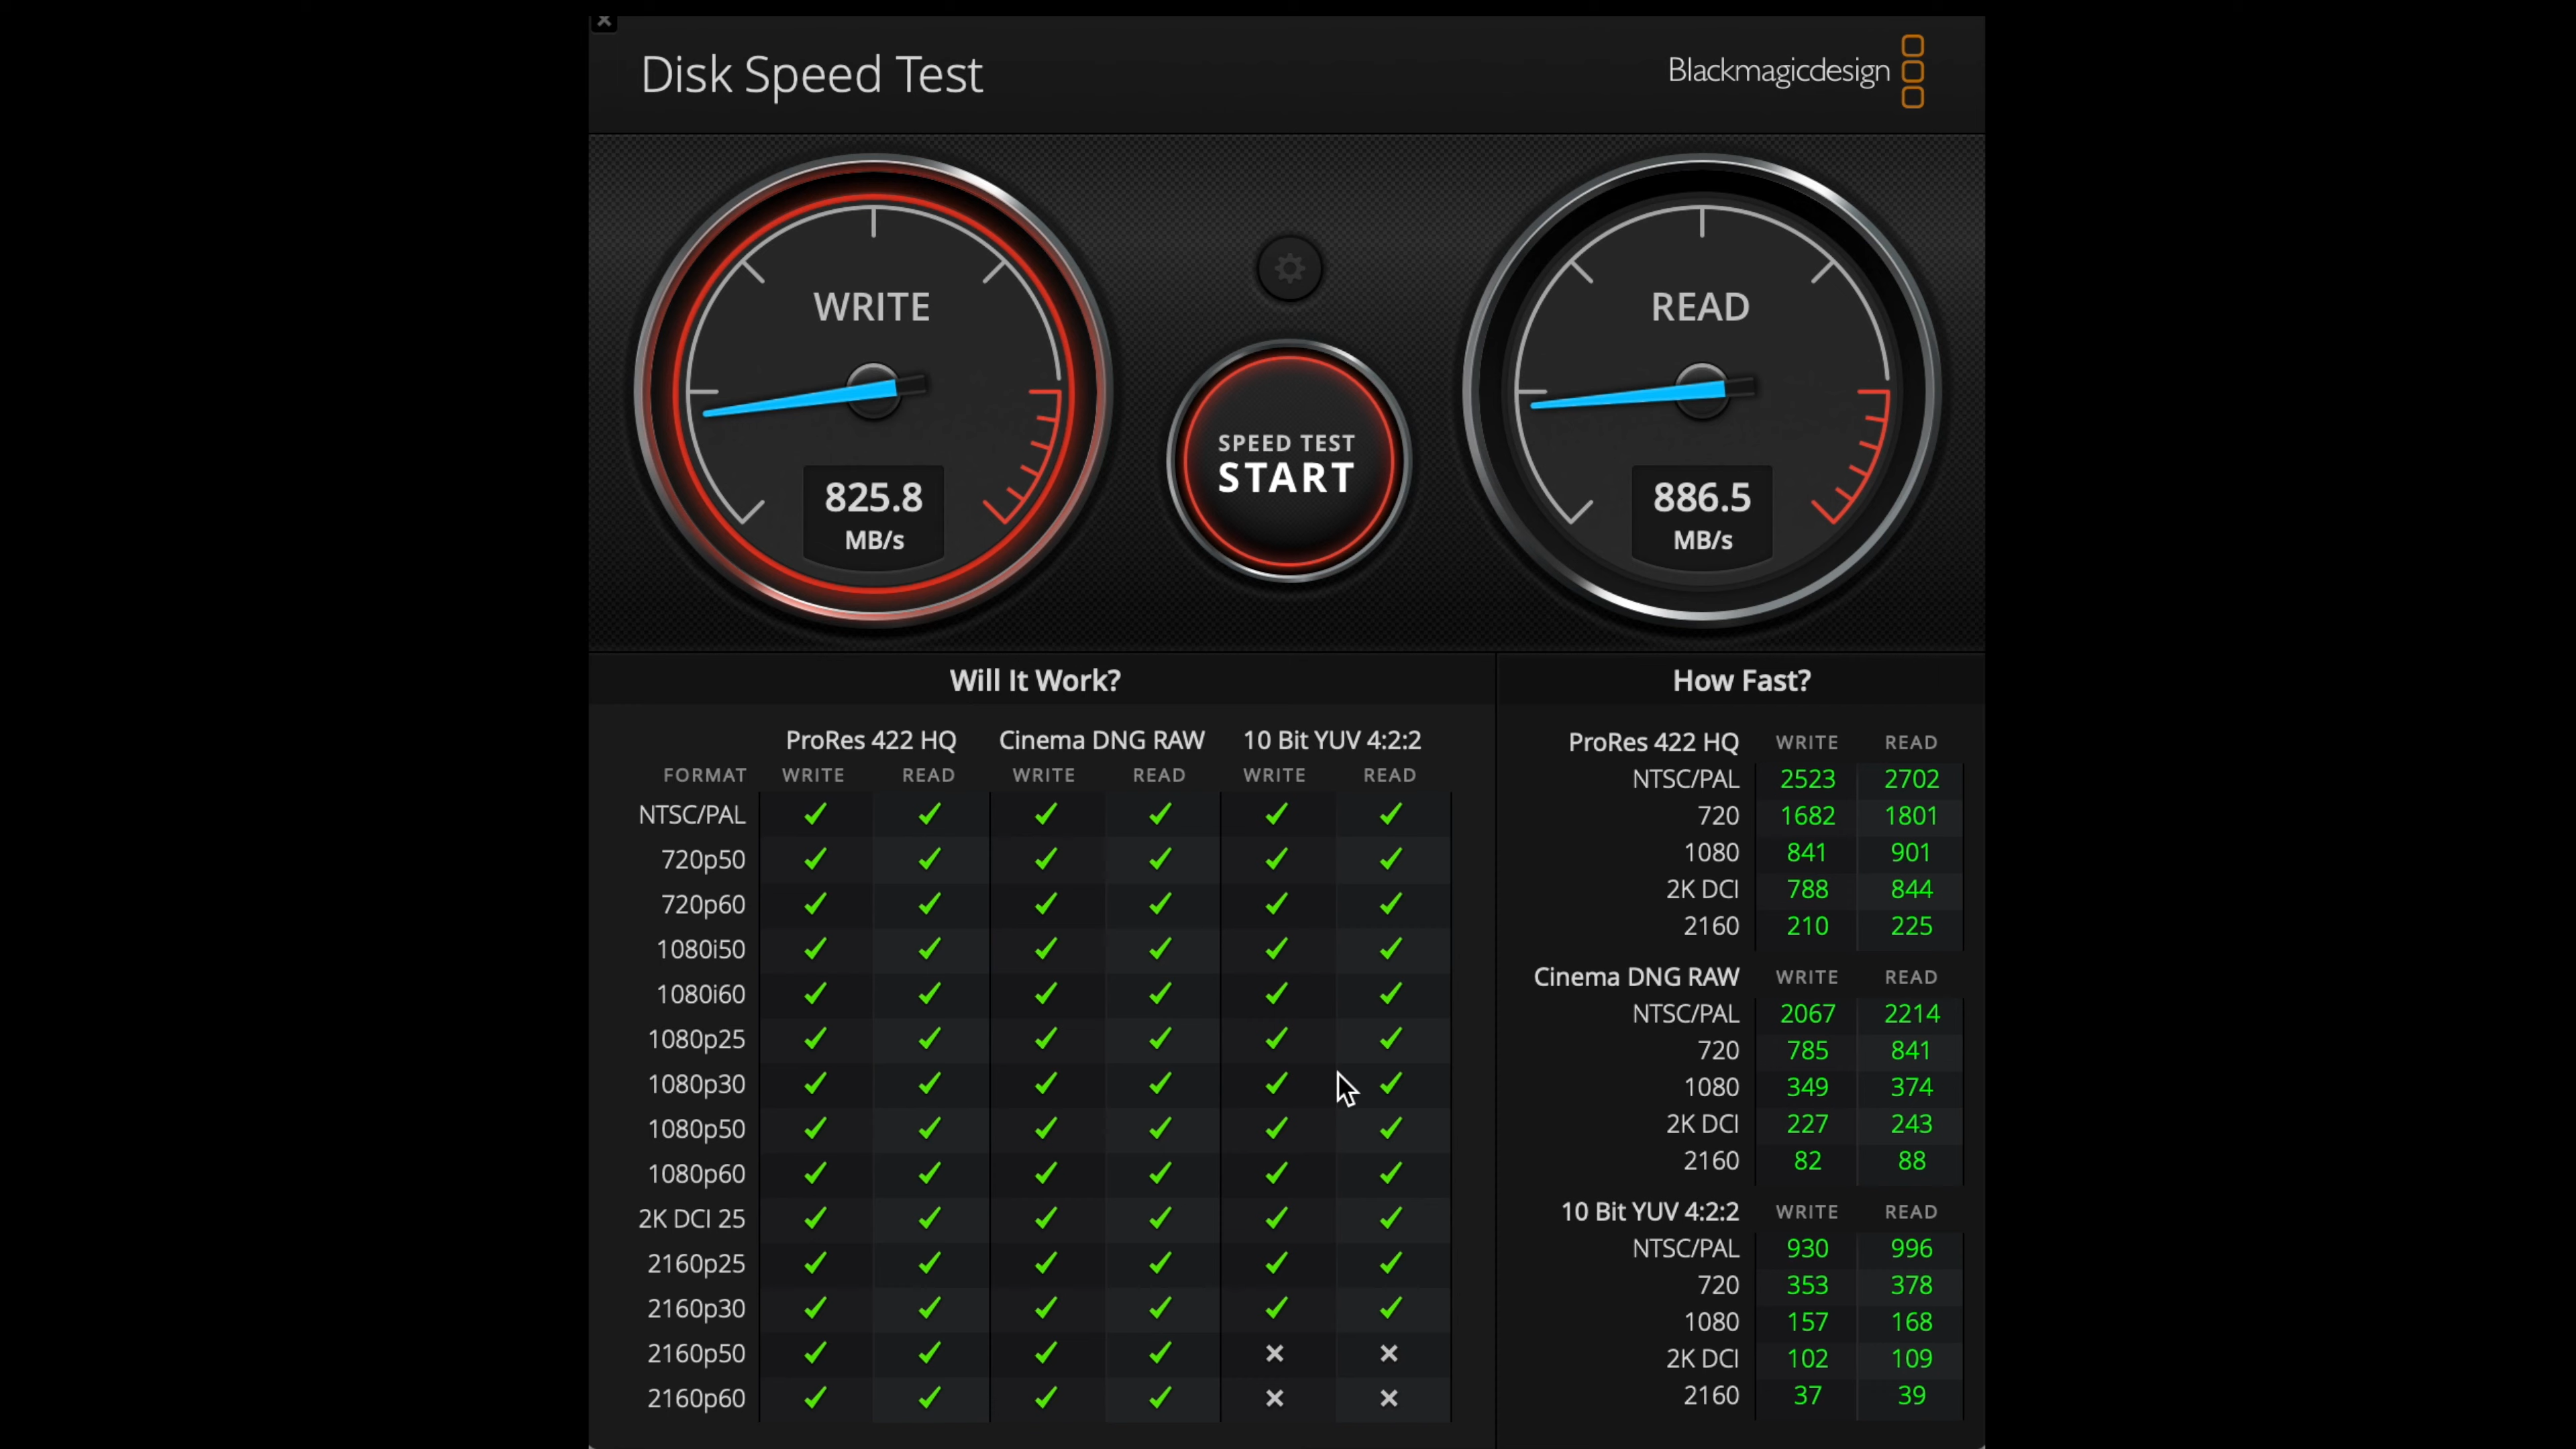 Disk Speed Test
Blackmagicdesign
WRITE
READ
SPEED TEST
START
825.8
MB/s
886.5
MB/s
Will It Work?
ProRes 422 HQ Cinema DNG RAW 10 Bit YUV 4:2:2
FORMAT WRITE READ WRITE READ WRITE READ
NTSC/PAL ✓ ✓ ✓ ✓ ✓ ✓
720p50 ✓ ✓ ✓ ✓ ✓ ✓
720p60 ✓ ✓ ✓ ✓ ✓ ✓
1080i50 ✓ ✓ ✓ ✓ ✓ ✓
1080i60 ✓ ✓ ✓ ✓ ✓ ✓
1080p25 ✓ ✓ ✓ ✓ ✓ ✓
1080p30 ✓ ✓ ✓ ✓ ✓ ✓
1080p50 ✓ ✓ ✓ ✓ ✓ ✓
1080p60 ✓ ✓ ✓ ✓ ✓ ✓
2K DCI 25 ✓ ✓ ✓ ✓ ✓ ✓
2160p25 ✓ ✓ ✓ ✓ ✓ ✓
2160p30 ✓ ✓ ✓ ✓ ✓ ✓
2160p50 ✓ ✓ ✓ ✓ × ×
2160p60 ✓ ✓ ✓ ✓ × ×
How Fast?
ProRes 422 HQ WRITE READ
NTSC/PAL 2523 2702
720 1682 1801
1080 841 901
2K DCI 788 844
2160 210 225
Cinema DNG RAW WRITE READ
NTSC/PAL 2067 2214
720 785 841
1080 349 374
2K DCI 227 243
2160 82 88
10 Bit YUV 4:2:2 WRITE READ
NTSC/PAL 930 996
720 353 378
1080 157 168
2K DCI 102 109
2160 37 39